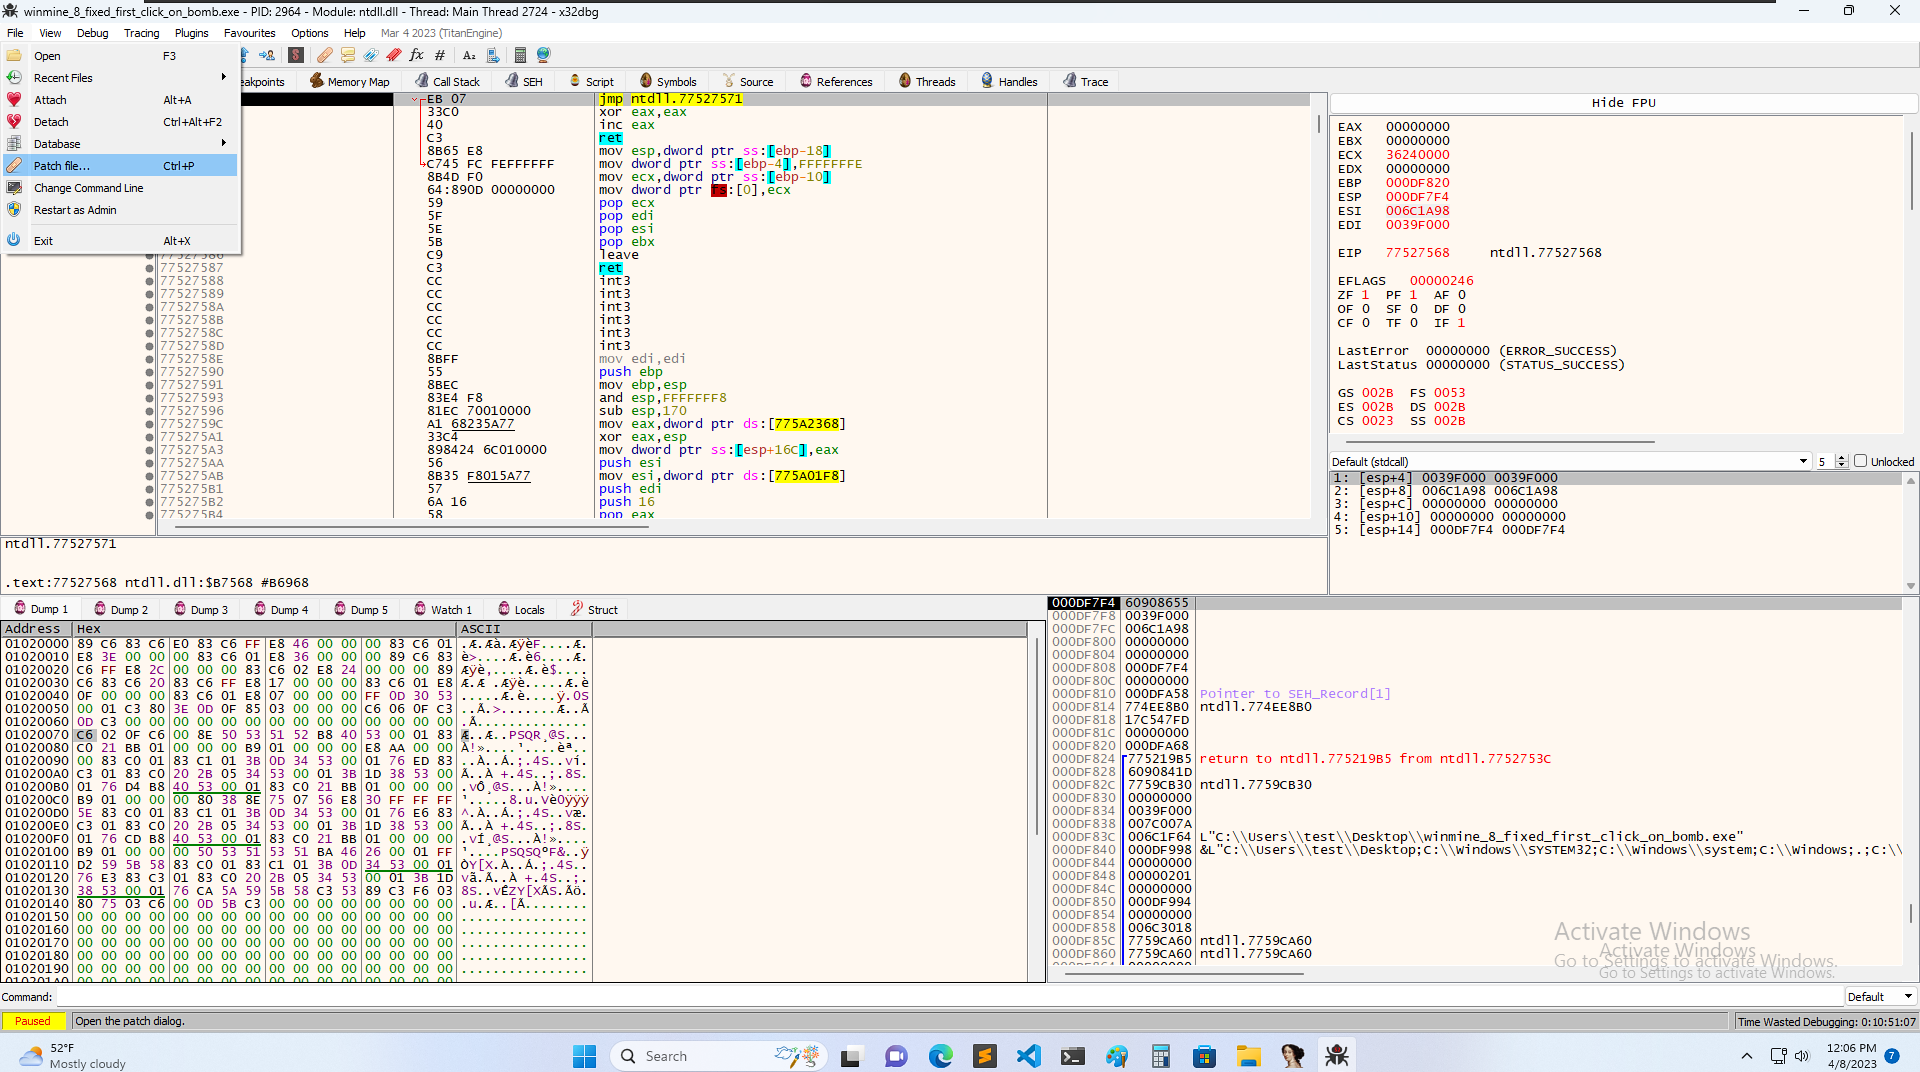 winmine_8_fixed_first_click_on_bomb.exe - PID: 2964 - Module: ntdll.dll - Thread: Main Thread 2724 - x32dbg
File View Debug Tracing Plugins Favourites Options Help Mar 4 2023 (TitanEngine)
Open F3
Recent Files
Attach Alt+A
Detach Ctrl+Alt+F2
Database
Patch file... Ctrl+P
Change Command Line
Restart as Admin
Exit Alt+X
eakpoints Memory Map Call Stack SEH Script Symbols Source References Threads Handles Trace
EB 07 jmp ntdll.77527571
33C0 xor eax,eax
40 inc eax
C3 ret
8B65 E8 mov esp,dword ptr ss:[ebp-18]
C745 FC FEFFFFFF mov dword ptr ss:[ebp-4],FFFFFFFE
8B4D F0 mov ecx,dword ptr ss:[ebp-10]
64:890D 00000000 mov dword ptr fs:[0],ecx
59 pop ecx
5F pop edi
5E pop esi
5B pop ebx
C9 leave
77527587 C3 ret
77527588 CC int3
77527589 CC int3
7752758A CC int3
7752758B CC int3
7752758C CC int3
7752758D CC int3
7752758E 8BFF mov edi,edi
77527590 55 push ebp
77527591 8BEC mov ebp,esp
77527593 83E4 F8 and esp,FFFFFFF8
77527596 81EC 70010000 sub esp,170
7752759C A1 68235A77 mov eax,dword ptr ds:[775A2368]
775275A1 33C4 xor eax,esp
775275A3 898424 6C010000 mov dword ptr ss:[esp+16C],eax
775275AA 56 push esi
775275AB 8B35 F8015A77 mov esi,dword ptr ds:[775A01F8]
775275B1 57 push edi
775275B2 6A 16 push 16
775275B4 58 pop eax
ntdll.77527571
.text:77527568 ntdll.dll:$B7568 #B6968
Hide FPU
EAX 00000000
EBX 00000000
ECX 36240000
EDX 00000000
EBP 000DF820
ESP 000DF7F4
ESI 006C1A98
EDI 0039F000
EIP 77527568 ntdll.77527568
EFLAGS 00000246
ZF 1 PF 1 AF 0
OF 0 SF 0 DF 0
CF 0 TF 0 IF 1
LastError 00000000 (ERROR_SUCCESS)
LastStatus 00000000 (STATUS_SUCCESS)
GS 002B FS 0053
ES 002B DS 002B
CS 0023 SS 002B
Default (stdcall) 5 Unlocked
1: [esp+4] 0039F000 0039F000
2: [esp+8] 006C1A98 006C1A98
3: [esp+C] 00000000 00000000
4: [esp+10] 00000000 00000000
5: [esp+14] 000DF7F4 000DF7F4
Dump 1 Dump 2 Dump 3 Dump 4 Dump 5 Watch 1 Locals Struct
Address Hex ASCII
01020000 89 C6 83 C6 E0 83 C6 FF E8 46 00 00 00 83 C6 01
01020010 E8 3E 00 00 00 83 C6 01 E8 36 00 00 00 89 C6 83
01020020 C6 FF E8 2C 00 00 00 83 C6 02 E8 24 00 00 00 89
01020030 C6 83 C6 20 83 C6 FF E8 17 00 00 00 83 C6 01 E8
01020040 0F 00 00 00 83 C6 01 E8 07 00 00 00 FF 0D 30 53
01020050 00 01 C3 80 3E 0D 0F 85 03 00 00 00 C6 06 0F C3
01020060 0D C3 00 00 00 00 00 00 00 00 00 00 00 00 00 00
01020070 C6 02 0F C6 00 8E 50 53 51 52 B8 40 53 00 01 83
01020080 C0 21 BB 01 00 00 00 B9 01 00 00 00 E8 AA 00 00
01020090 00 83 C0 01 83 C1 01 3B 0D 34 53 00 01 76 ED 83
010200A0 C3 01 83 C0 20 2B 05 34 53 00 01 3B 1D 38 53 00
010200B0 01 76 D4 B8 40 53 00 01 83 C0 21 BB 01 00 00 00
010200C0 B9 01 00 00 00 80 38 8E 75 07 56 E8 30 FF FF FF
010200D0 5E 83 C0 01 83 C1 01 3B 0D 34 53 00 01 76 E6 83
010200E0 C3 01 83 C0 20 2B 05 34 53 00 01 3B 1D 38 53 00
010200F0 01 76 CD B8 40 53 00 01 83 C0 21 BB 01 00 00 00
01020100 B9 01 00 00 00 50 53 51 53 51 BA 46 26 00 01 FF
01020110 D2 59 5B 58 83 C0 01 83 C1 01 3B 0D 34 53 00 01
01020120 76 E3 83 C3 01 83 C0 20 2B 05 34 53 00 01 3B 1D
01020130 38 53 00 01 76 CA 5A 59 5B 58 C3 53 89 C3 F6 03
01020140 80 75 03 C6 00 0D 5B C3 00 00 00 00 00 00 00 00
01020150 00 00 00 00 00 00 00 00 00 00 00 00 00 00 00 00
01020160 00 00 00 00 00 00 00 00 00 00 00 00 00 00 00 00
01020170 00 00 00 00 00 00 00 00 00 00 00 00 00 00 00 00
01020180 00 00 00 00 00 00 00 00 00 00 00 00 00 00 00 00
01020190 00 00 00 00 00 00 00 00 00 00 00 00 00 00 00 00
000DF7F4 60908655
000DF7F8 0039F000
000DF7FC 006C1A98
000DF800 00000000
000DF804 00000000
000DF808 000DF7F4
000DF80C 00000000
000DF810 000DFA58 Pointer to SEH_Record[1]
000DF814 774EE8B0 ntdll.774EE8B0
000DF818 17C547FD
000DF81C 00000000
000DF820 000DFA68
000DF824 775219B5 return to ntdll.775219B5 from ntdll.7752753C
000DF828 6090841D
000DF82C 7759CB30 ntdll.7759CB30
000DF830 00000000
000DF834 0039F000
000DF838 007C007A
000DF83C 006C1F64 L"C:\\Users\\test\\Desktop\\winmine_8_fixed_first_click_on_bomb.exe"
000DF840 000DF998 &L"C:\\Users\\test\\Desktop;C:\\Windows\\SYSTEM32;C:\\Windows\\system;C:\\Windows;.;C:\\
000DF844 00000000
000DF848 00000201
000DF84C 00000000
000DF850 000DF994
000DF854 00000000
000DF858 006C3018
000DF85C 7759CA60 ntdll.7759CA60
000DF860 7759CA60 ntdll.7759CA60
Activate Windows
Go to Settings to activate Windows.
Activate Windows
Go to Settings to activate Windows.
Command: Default
Paused Open the patch dialog. Time Wasted Debugging: 0:10:51:07
52°F
Mostly cloudy
Search
12:06 PM
4/8/2023
7